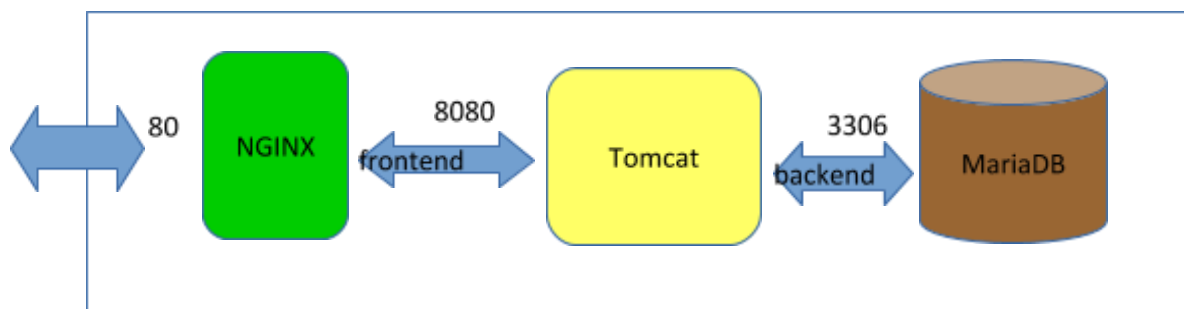 80
NGINX
frontend
8080
Tomcat
backend
3306
MariaDB